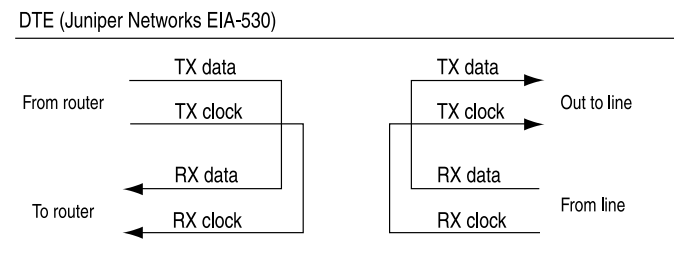 DTE (Juniper Networks EIA-530)
TX data
TX data
From router
Out to line
TX clock
TX clock
RX data
RX data
To router
From line
RX clock
RX clock